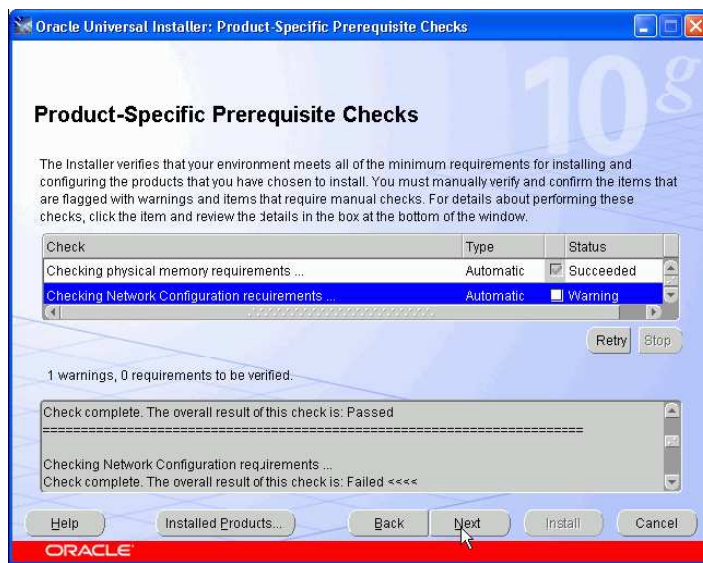 Oracle Universal Installer: Product-Specific Prerequisite Checks
10g
Product-Specific Prerequisite Checks
The Installer verifies that your environment meets all of the minimum requirements for installing and
configuring the products that you have chosen to install. You must manually verify and confirm the items that
are flagged with warnings and items that require manual checks. For details about performing these
checks, click the item and review the details in the box at the bottom of the window.
Check Type Status
Checking physical memory requirements ... Automatic Succeeded
Checking Network Configuration requirements ... Automatic Warning
Retry Stop
1 warnings, 0 requirements to be verified.
Check complete. The overall result of this check is: Passed
========================================================================
Checking Network Configuration requirements ...
Check complete. The overall result of this check is: Failed <<<<
Help Installed Products... Back Next Install Cancel
ORACLE